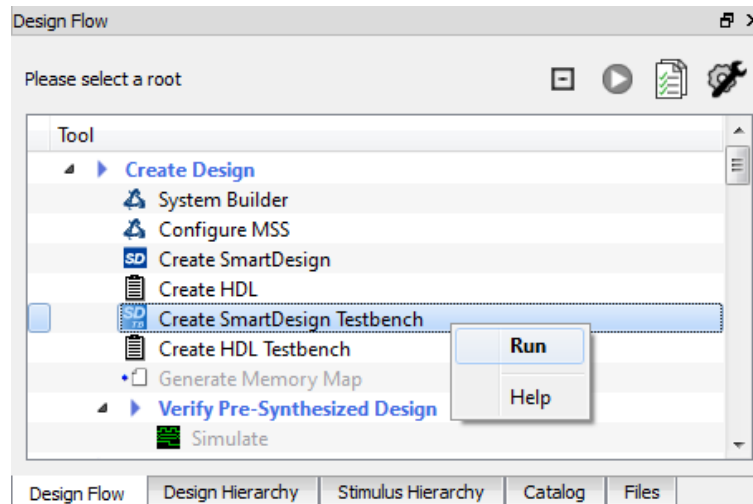 Design Flow
Please select a root
Tool
Create Design
System Builder
Configure MSS
SD Create SmartDesign
Create HDL
SD TB Create SmartDesign Testbench
Run
Create HDL Testbench
Help
Generate Memory Map
Verify Pre-Synthesized Design
Simulate
Design Flow Design Hierarchy Stimulus Hierarchy Catalog Files